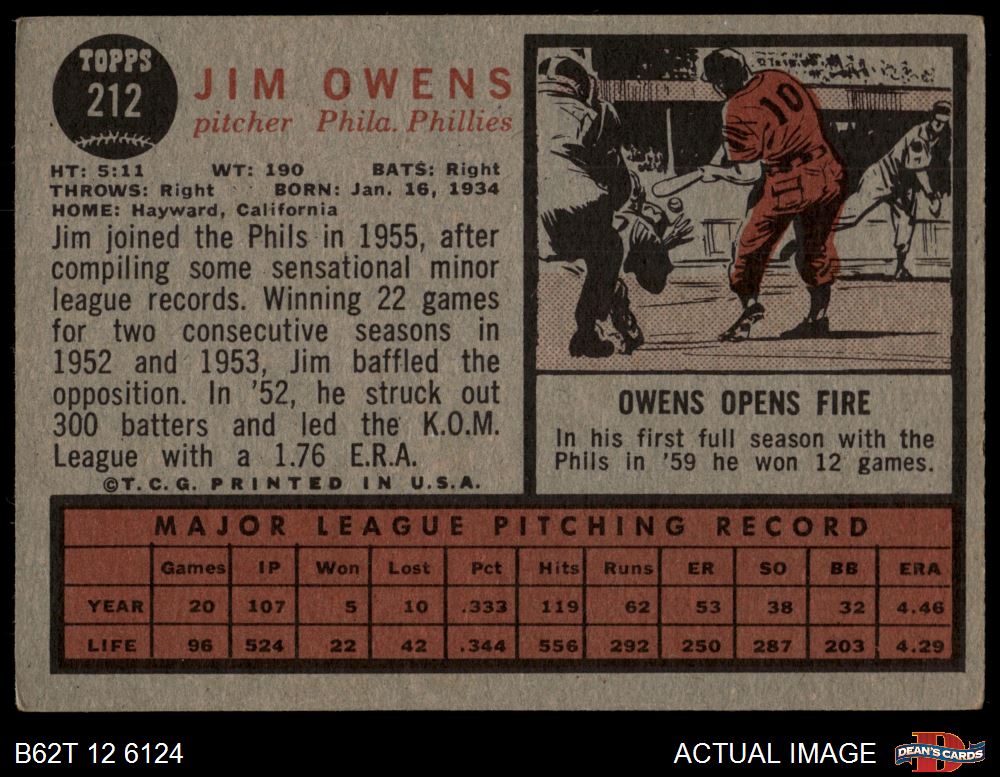 TOPPS
212
JIM OWENS
pitcher Phila. Phillies
HT: 5:11 WT: 190 BATS: Right
THROWS: Right BORN: Jan. 16, 1934
HOME: Hayward, California
Jim joined the Phils in 1955, after
compiling some sensational minor
league records. Winning 22 games
for two consecutive seasons in
1952 and 1953, Jim baffled the
opposition. In '52, he struck out
300 batters and led the K.O.M.
League with a 1.76 E.R.A.
©T.C.G. PRINTED IN U.S.A.
10
OWENS OPENS FIRE
In his first full season with the
Phils in '59 he won 12 games.
MAJOR LEAGUE PITCHING RECORD
Games IP Won Lost Pct Hits Runs ER SO BB ERA
YEAR 20 107 5 10 .333 119 62 53 38 32 4.46
LIFE 96 524 22 42 .344 556 292 250 287 203 4.29
B62T 12 6124
ACTUAL IMAGE
D
DEAN'S CARDS